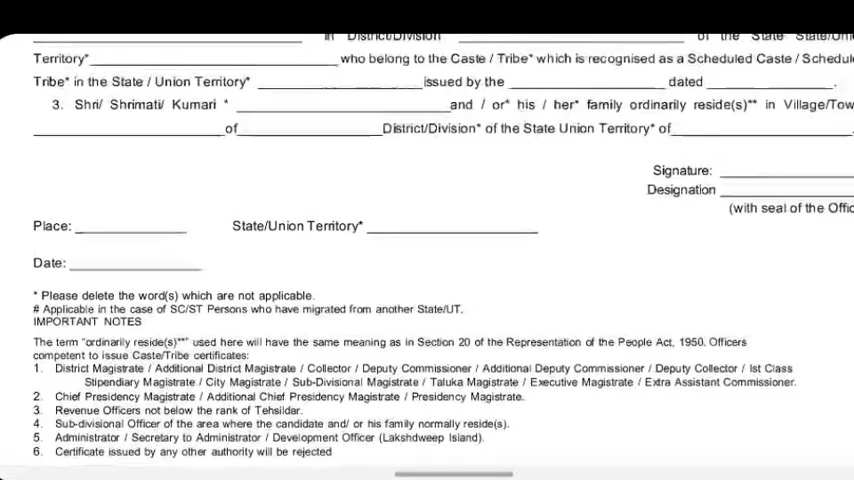 in District/Division of the State State/Union
Territory* who belong to the Caste / Tribe* which is recognised as a Scheduled Caste / Schedule
Tribe* in the State / Union Territory* issued by the dated .
3. Shri/ Shrimati/ Kumari * and / or* his / her* family ordinarily reside(s)** in Village/Tow
of District/Division* of the State Union Territory* of
Signature:
Designation
(with seal of the Offic
Place: State/Union Territory*
Date:
* Please delete the word(s) which are not applicable.
# Applicable in the case of SC/ST Persons who have migrated from another State/UT.
IMPORTANT NOTES
The term "ordinarily reside(s)**" used here will have the same meaning as in Section 20 of the Representation of the People Act, 1950. Officers
competent to issue Caste/Tribe certificates:
1. District Magistrate / Additional District Magistrate / Collector / Deputy Commissioner / Additional Deputy Commissioner / Deputy Collector / Ist Class
Stipendiary Magistrate / City Magistrate / Sub-Divisional Magistrate / Taluka Magistrate / Executive Magistrate / Extra Assistant Commissioner.
2. Chief Presidency Magistrate / Additional Chief Presidency Magistrate / Presidency Magistrate.
3. Revenue Officers not below the rank of Tehsildar.
4. Sub-divisional Officer of the area where the candidate and/ or his family normally reside(s).
5. Administrator / Secretary to Administrator / Development Officer (Lakshdweep Island).
6. Certificate issued by any other authority will be rejected